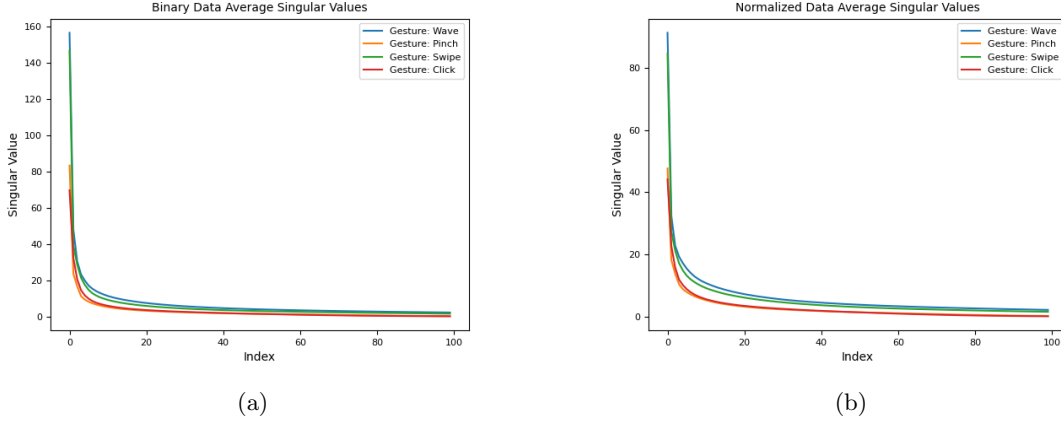 Binary Data Average Singular Values
160
140
120
100
80
60
40
20
0
Singular Value
0
20
40
60
80
100
Index
Gesture: Wave
Gesture: Pinch
Gesture: Swipe
Gesture: Click
(a)
Normalized Data Average Singular Values
80
60
40
20
0
Singular Value
0
20
40
60
80
100
Index
Gesture: Wave
Gesture: Pinch
Gesture: Swipe
Gesture: Click
(b)